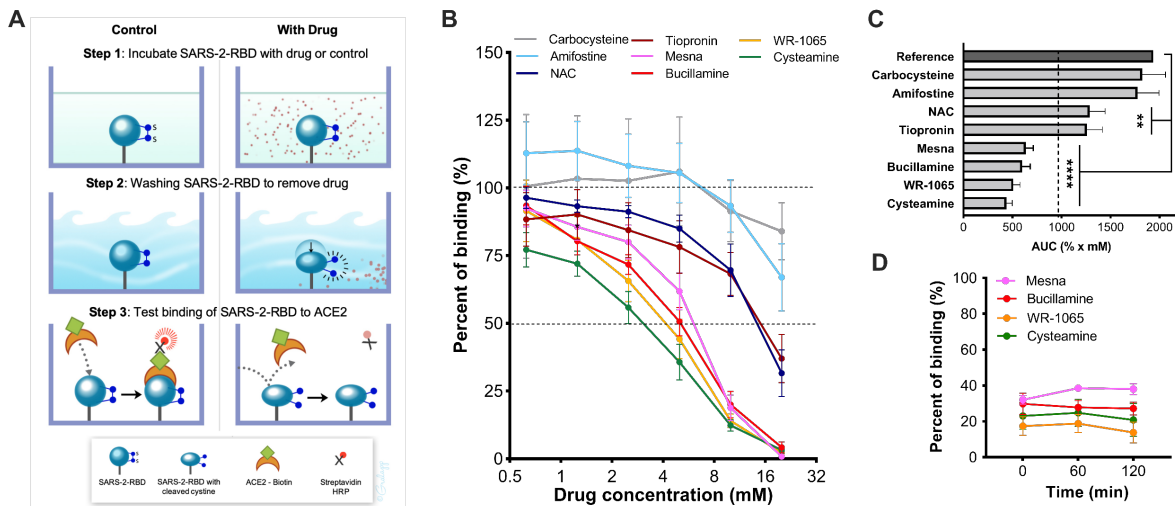 A
Control
With Drug
Step 1: Incubate SARS-2-RBD with drug or control
S
S
Step 2: Washing SARS-2-RBD to remove drug
Step 3: Test binding of SARS-2-RBD to ACE2
X
X
S
S
X
SARS-2-RBD
SARS-2-RBD with
cleaved cystine
ACE2 - Biotin
Streptavidin
HRP
B
Carbocysteine
Amifostine
NAC
Tiopronin
Mesna
Bucillamine
WR-1065
Cysteamine
Percent of binding (%)
150
125
100
75
50
25
0
0.5
1
2
4
8
16
32
Drug concentration (mM)
C
Reference
Carbocysteine
Amifostine
NAC
Tiopronin
Mesna
Bucillamine
WR-1065
Cysteamine
**
****
0
500
1000
1500
2000
AUC (% x mM)
D
Mesna
Bucillamine
WR-1065
Cysteamine
Percent of binding (%)
100
80
60
40
20
0
0
60
120
Time (min)